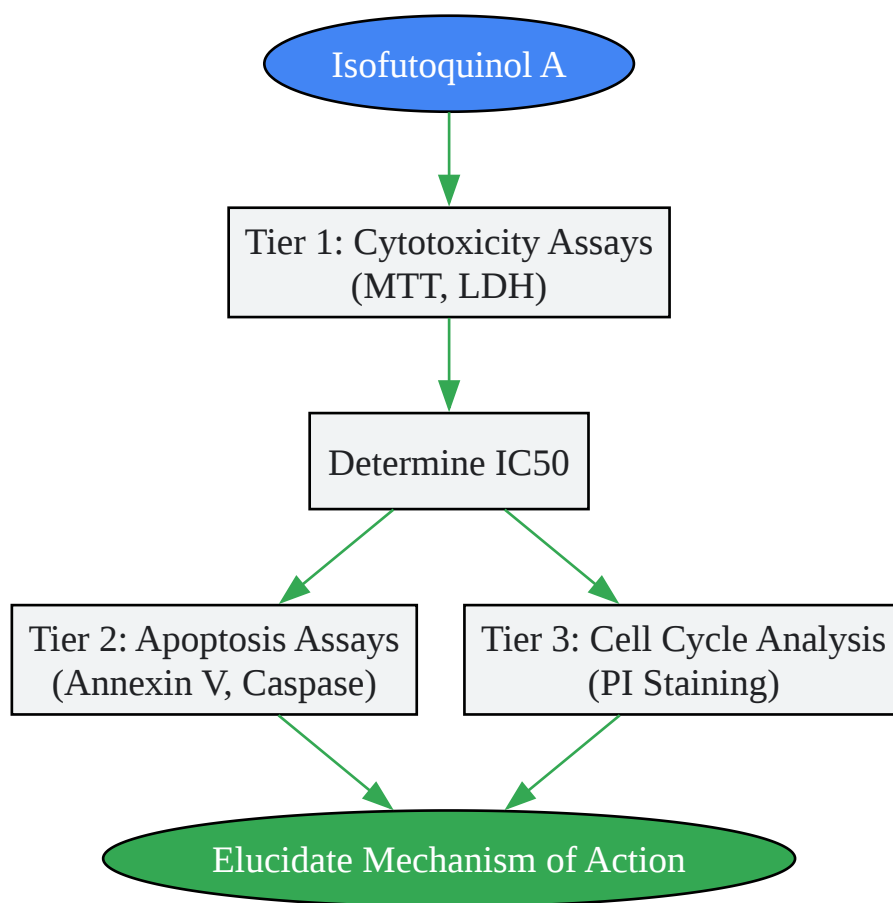 Isofutoquinol A
Tier 1: Cytotoxicity Assays
(MTT, LDH)
Determine IC50
Tier 2: Apoptosis Assays
(Annexin V, Caspase)
Tier 3: Cell Cycle Analysis
(PI Staining)
Elucidate Mechanism of Action